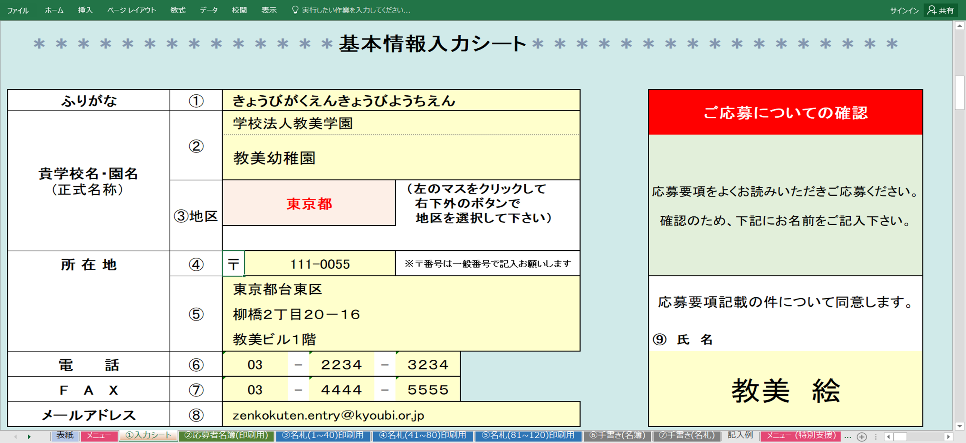 ファイル ホーム 挿入 ページ レイアウト 数式 データ 校閲 表示 実行したい作業を入力してください... サインイン 共有
＊＊＊＊＊＊＊＊＊＊＊＊＊＊基本情報入力シート＊＊＊＊＊＊＊＊＊＊＊＊＊＊＊＊＊
ふりがな ① きょうびがくえんきょうびようちえん
貴学校名・園名
（正式名称）
② 学校法人教美学園
教美幼稚園
③地区 東京都
（左のマスをクリックして
右下外のボタンで
地区を選択して下さい）
所 在 地 ④ 〒 111-0055 ※〒番号は一般番号で記入お願いします
⑤ 東京都台東区
柳橋2丁目20－16
教美ビル1階
電 話 ⑥ 03 － 2234 － 3234
Ｆ Ａ Ｘ ⑦ 03 － 4444 － 5555
メールアドレス ⑧ zenkokuten.entry@kyoubi.or.jp
ご応募についての確認
応募要項をよくお読みいただきご応募ください。
確認のため、下記にお名前をご記入下さい。
応募要項記載の件について同意します。
⑨ 氏 名
教美 絵
表紙 メニュー ①入力シート ②応募者名簿(印刷用) ③名札(1～40)印刷用 ④名札(41～80)印刷用 ⑤名札(81～120)印刷用 ⑥手書き(名簿) ⑦手書き(名札) 記入例 メニュー（特別支援） ...